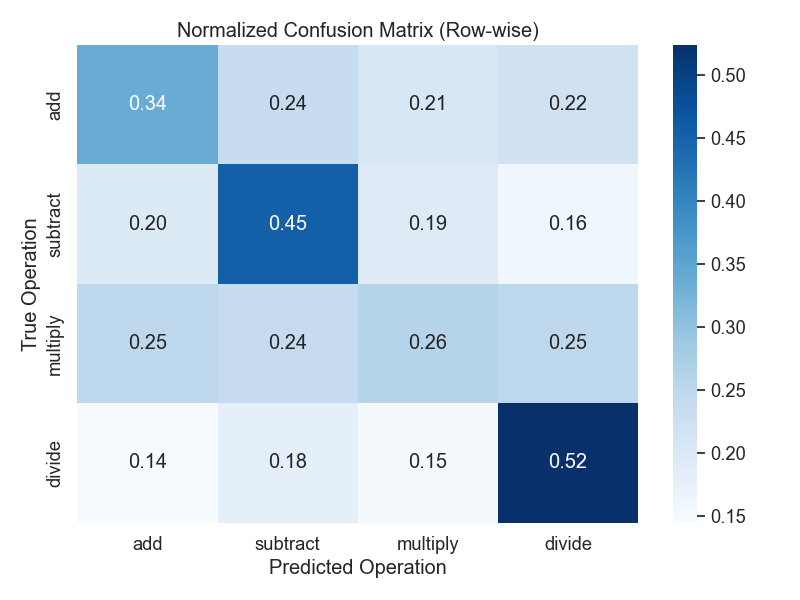 Normalized Confusion Matrix (Row-wise)
True Operation
add
0.34 0.24 0.21 0.22
subtract
0.20 0.45 0.19 0.16
multiply
0.25 0.24 0.26 0.25
divide
0.14 0.18 0.15 0.52
add subtract multiply divide
Predicted Operation
0.50
0.45
0.40
0.35
0.30
0.25
0.20
0.15